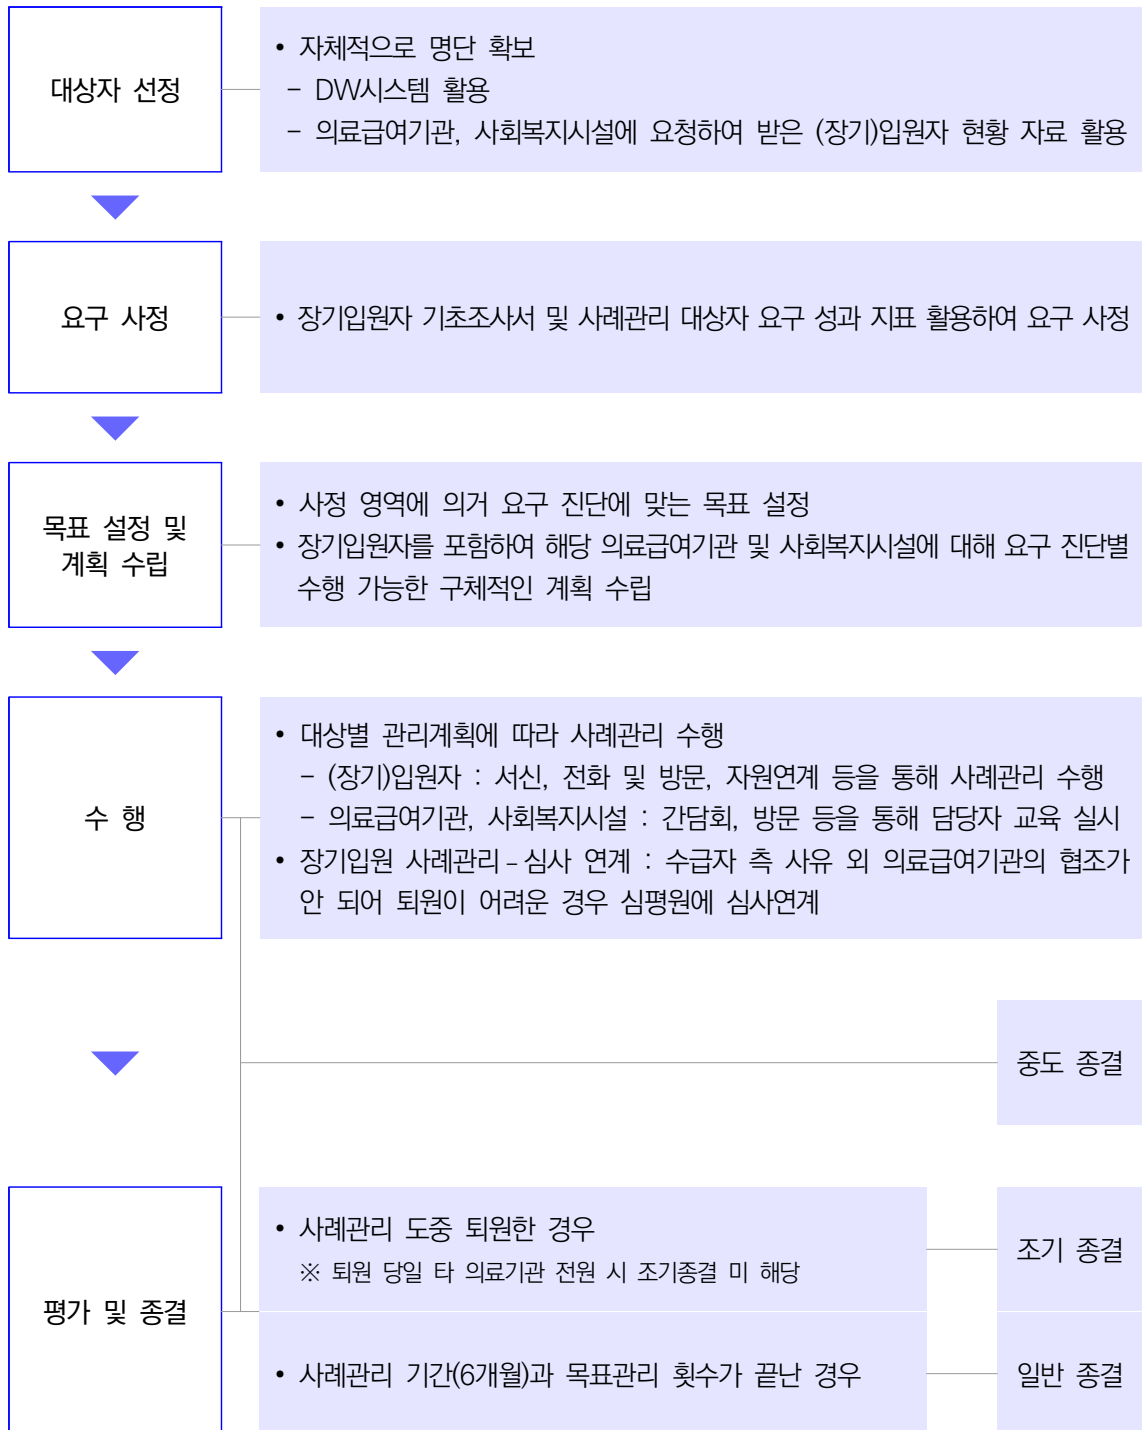 대상자 선정
• 자체적으로 명단 확보
- DW시스템 활용
- 의료급여기관, 사회복지시설에 요청하여 받은 (장기)입원자 현황 자료 활용
요구 사정
• 장기입원자 기초조사서 및 사례관리 대상자 요구 성과 지표 활용하여 요구 사정
목표 설정 및
계획 수립
• 사정 영역에 의거 요구 진단에 맞는 목표 설정
• 장기입원자를 포함하여 해당 의료급여기관 및 사회복지시설에 대해 요구 진단별
수행 가능한 구체적인 계획 수립
수 행
• 대상별 관리계획에 따라 사례관리 수행
- (장기)입원자 : 서신, 전화 및 방문, 자원연계 등을 통해 사례관리 수행
- 의료급여기관, 사회복지시설 : 간담회, 방문 등을 통해 담당자 교육 실시
• 장기입원 사례관리-심사 연계 : 수급자 측 사유 외 의료급여기관의 협조가
안 되어 퇴원이 어려운 경우 심평원에 심사연계
중도 종결
평가 및 종결
• 사례관리 도중 퇴원한 경우
※ 퇴원 당일 타 의료기관 전원 시 조기종결 미 해당
조기 종결
• 사례관리 기간(6개월)과 목표관리 횟수가 끝난 경우
일반 종결